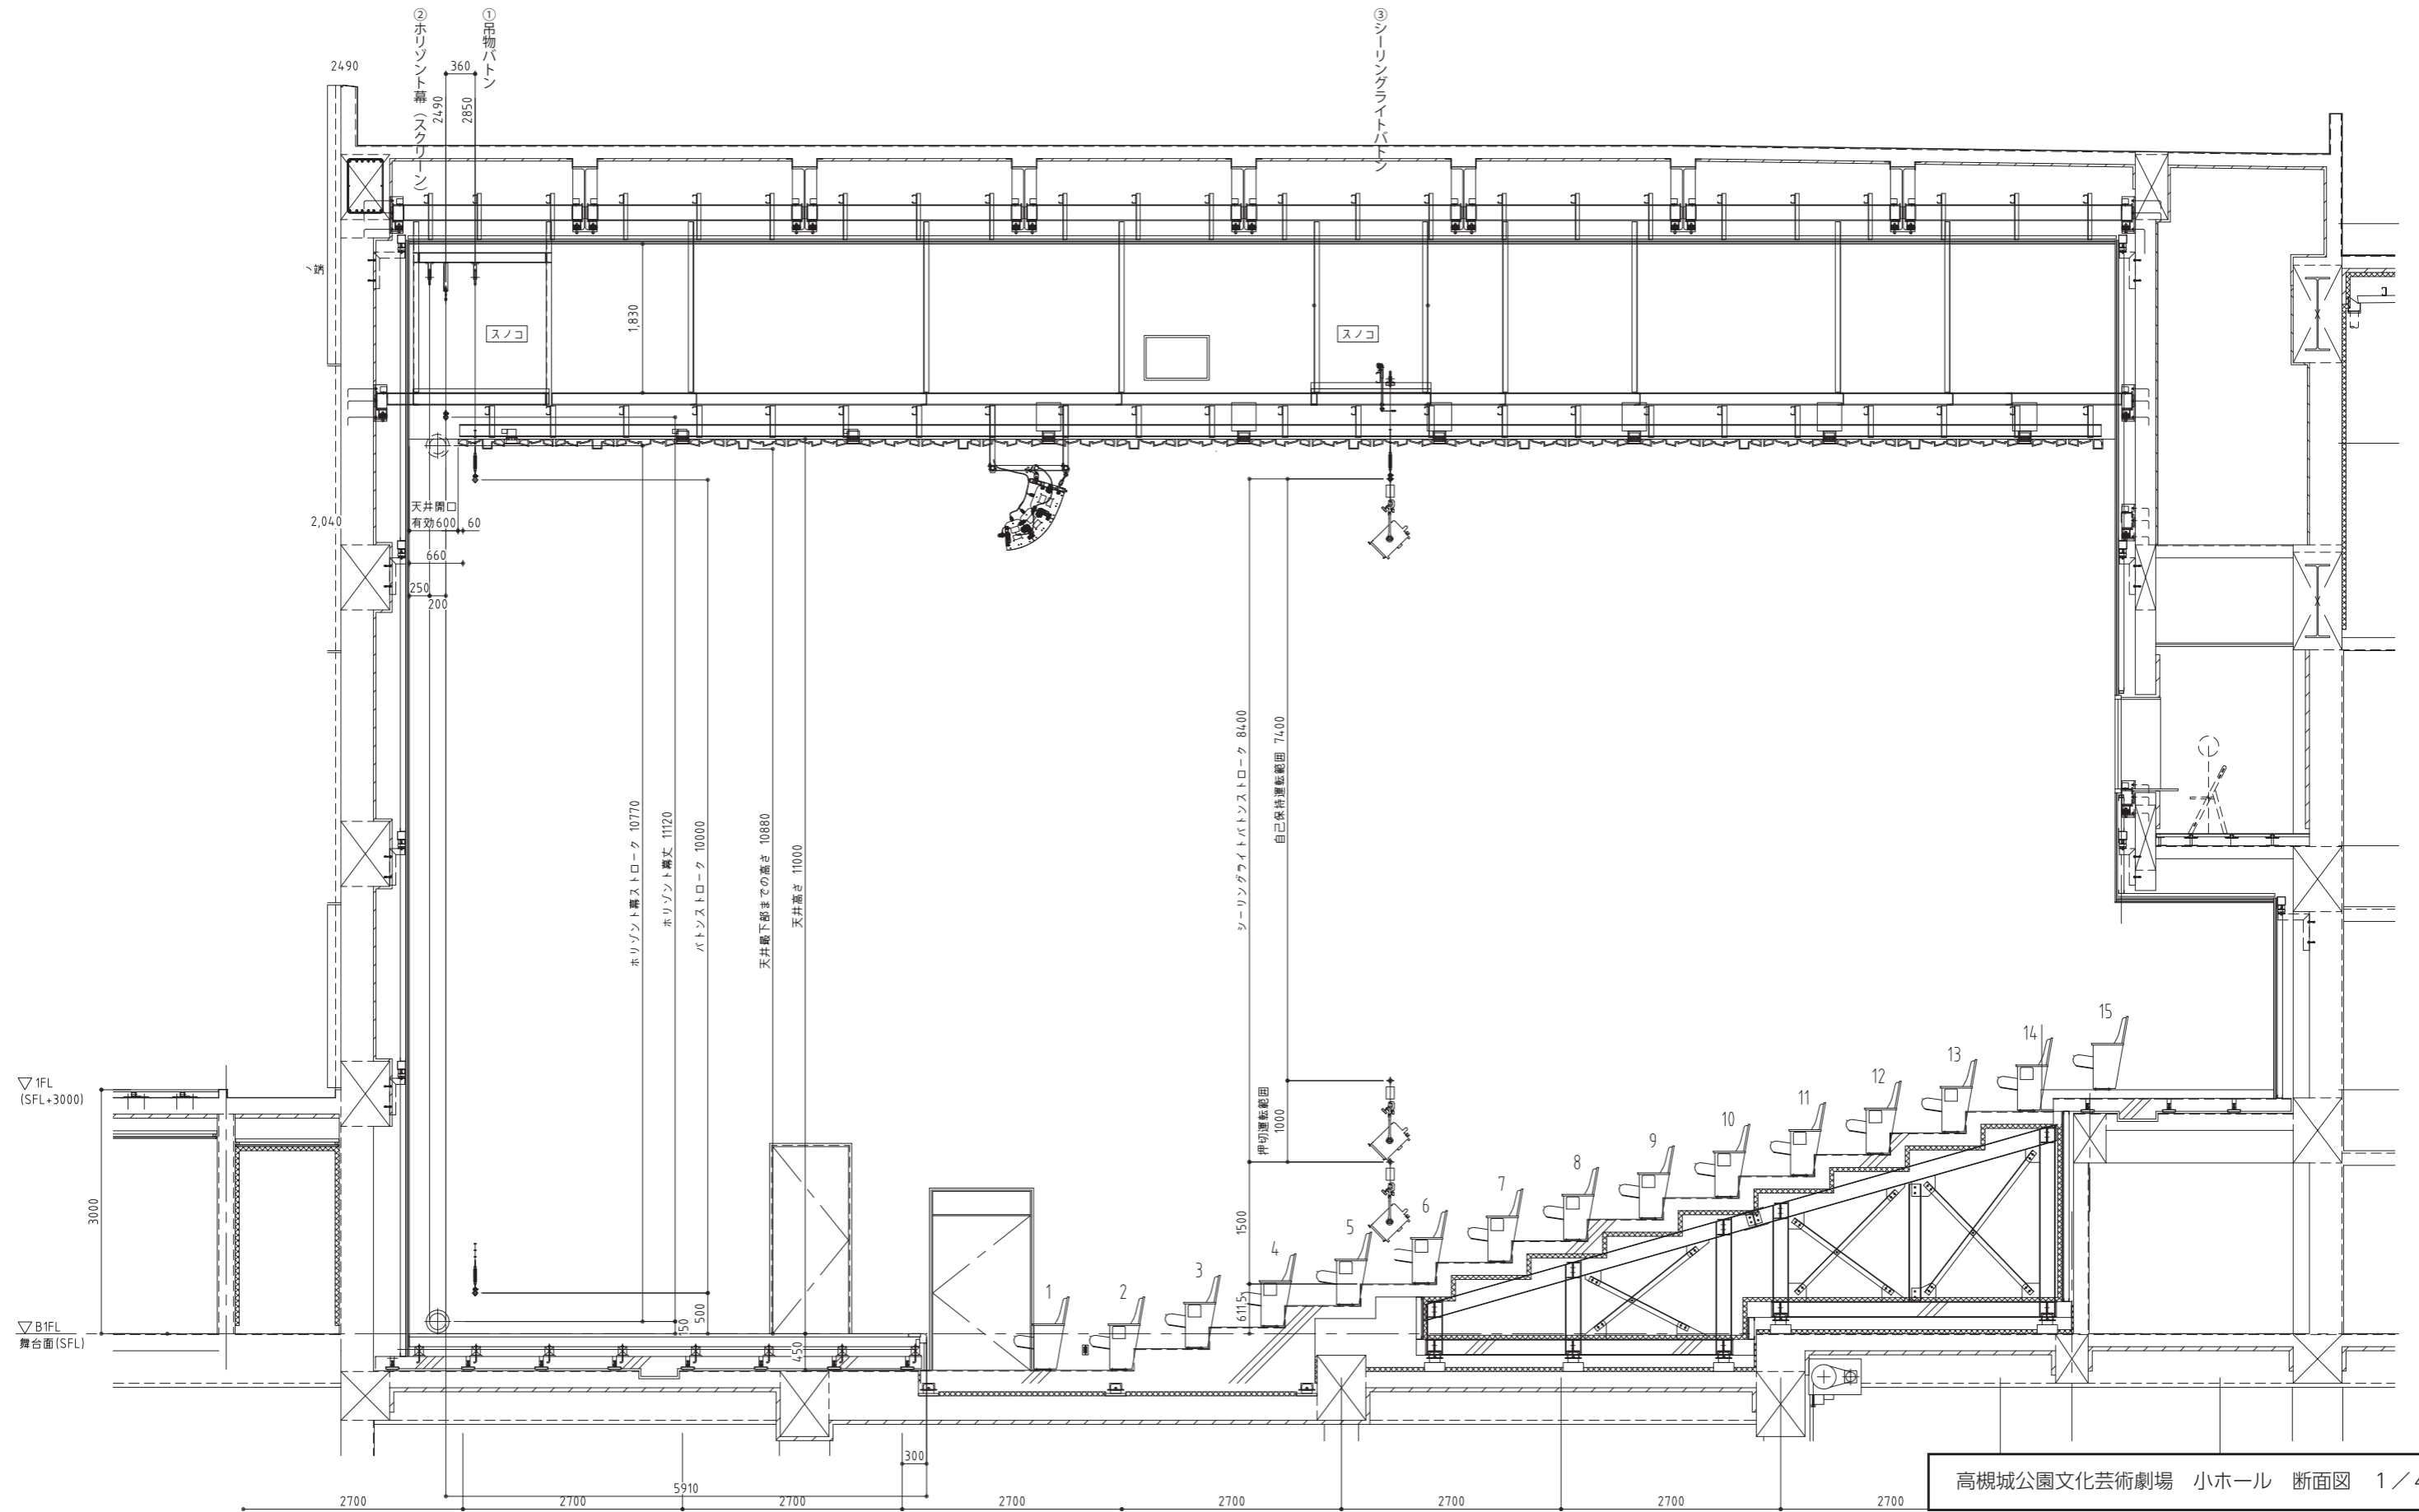 ②ホリゾント幕（スクリーン）
①吊物バトン
③シーリングライトバトン
2490
360
2490
2850
スノコ
1,830
スノコ
天井開口
有効600
60
2,040
660
250
200
ホリゾント幕ストローク 10770
ホリゾント幕丈 11120
バトンストローク 10000
天井最下部までの高さ 10880
天井高さ 11000
シーリングライトバトンストローク 8400
自己保持運転範囲 7400
押切運転範囲
1000
1500
611.5
▽1FL
(SFL+3000)
3000
▽B1FL
舞台面(SFL)
150
500
450
1
2
3
4
5
6
7
8
9
10
11
12
13
14
15
300
5910
2700
2700
2700
2700
2700
2700
2700
2700
高槻城公園文化芸術劇場　小ホール　断面図　1／4